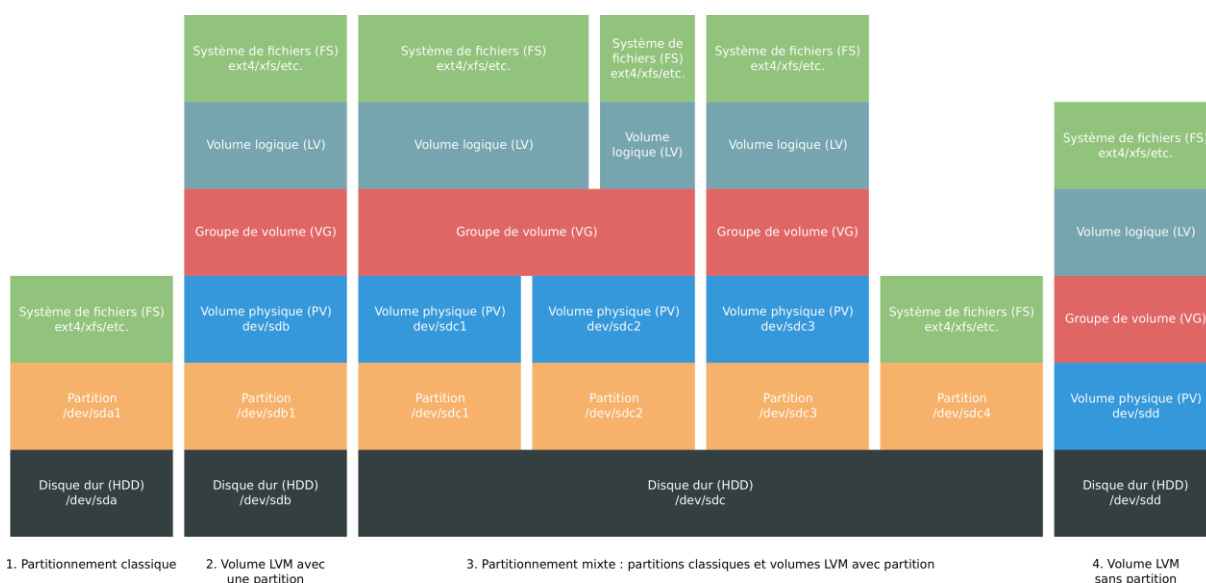 Système de fichiers (FS)
ext4/xfs/etc.
Système de fichiers (FS)
ext4/xfs/etc.
Système de
fichiers (FS)
ext4/xfs/etc.
Système de fichiers (FS)
ext4/xfs/etc.
Volume logique (LV)
Volume logique (LV)
Volume
logique (LV)
Volume logique (LV)
Système de fichiers (FS)
ext4/xfs/etc.
Groupe de volume (VG)
Groupe de volume (VG)
Groupe de volume (VG)
Volume logique (LV)
Système de fichiers (FS)
ext4/xfs/etc.
Volume physique (PV)
dev/sdb
Volume physique (PV)
dev/sdc1
Volume physique (PV)
dev/sdc2
Volume physique (PV)
dev/sdc3
Système de fichiers (FS)
ext4/xfs/etc.
Groupe de volume (VG)
Partition
/dev/sda1
Partition
/dev/sdb1
Partition
/dev/sdc1
Partition
/dev/sdc2
Partition
/dev/sdc3
Partition
/dev/sdc4
Volume physique (PV)
dev/sdd
Disque dur (HDD)
/dev/sda
Disque dur (HDD)
/dev/sdb
Disque dur (HDD)
/dev/sdc
Disque dur (HDD)
/dev/sdd
1. Partitionnement classique
2. Volume LVM avec
une partition
3. Partitionnement mixte : partitions classiques et volumes LVM avec partition
4. Volume LVM
sans partition